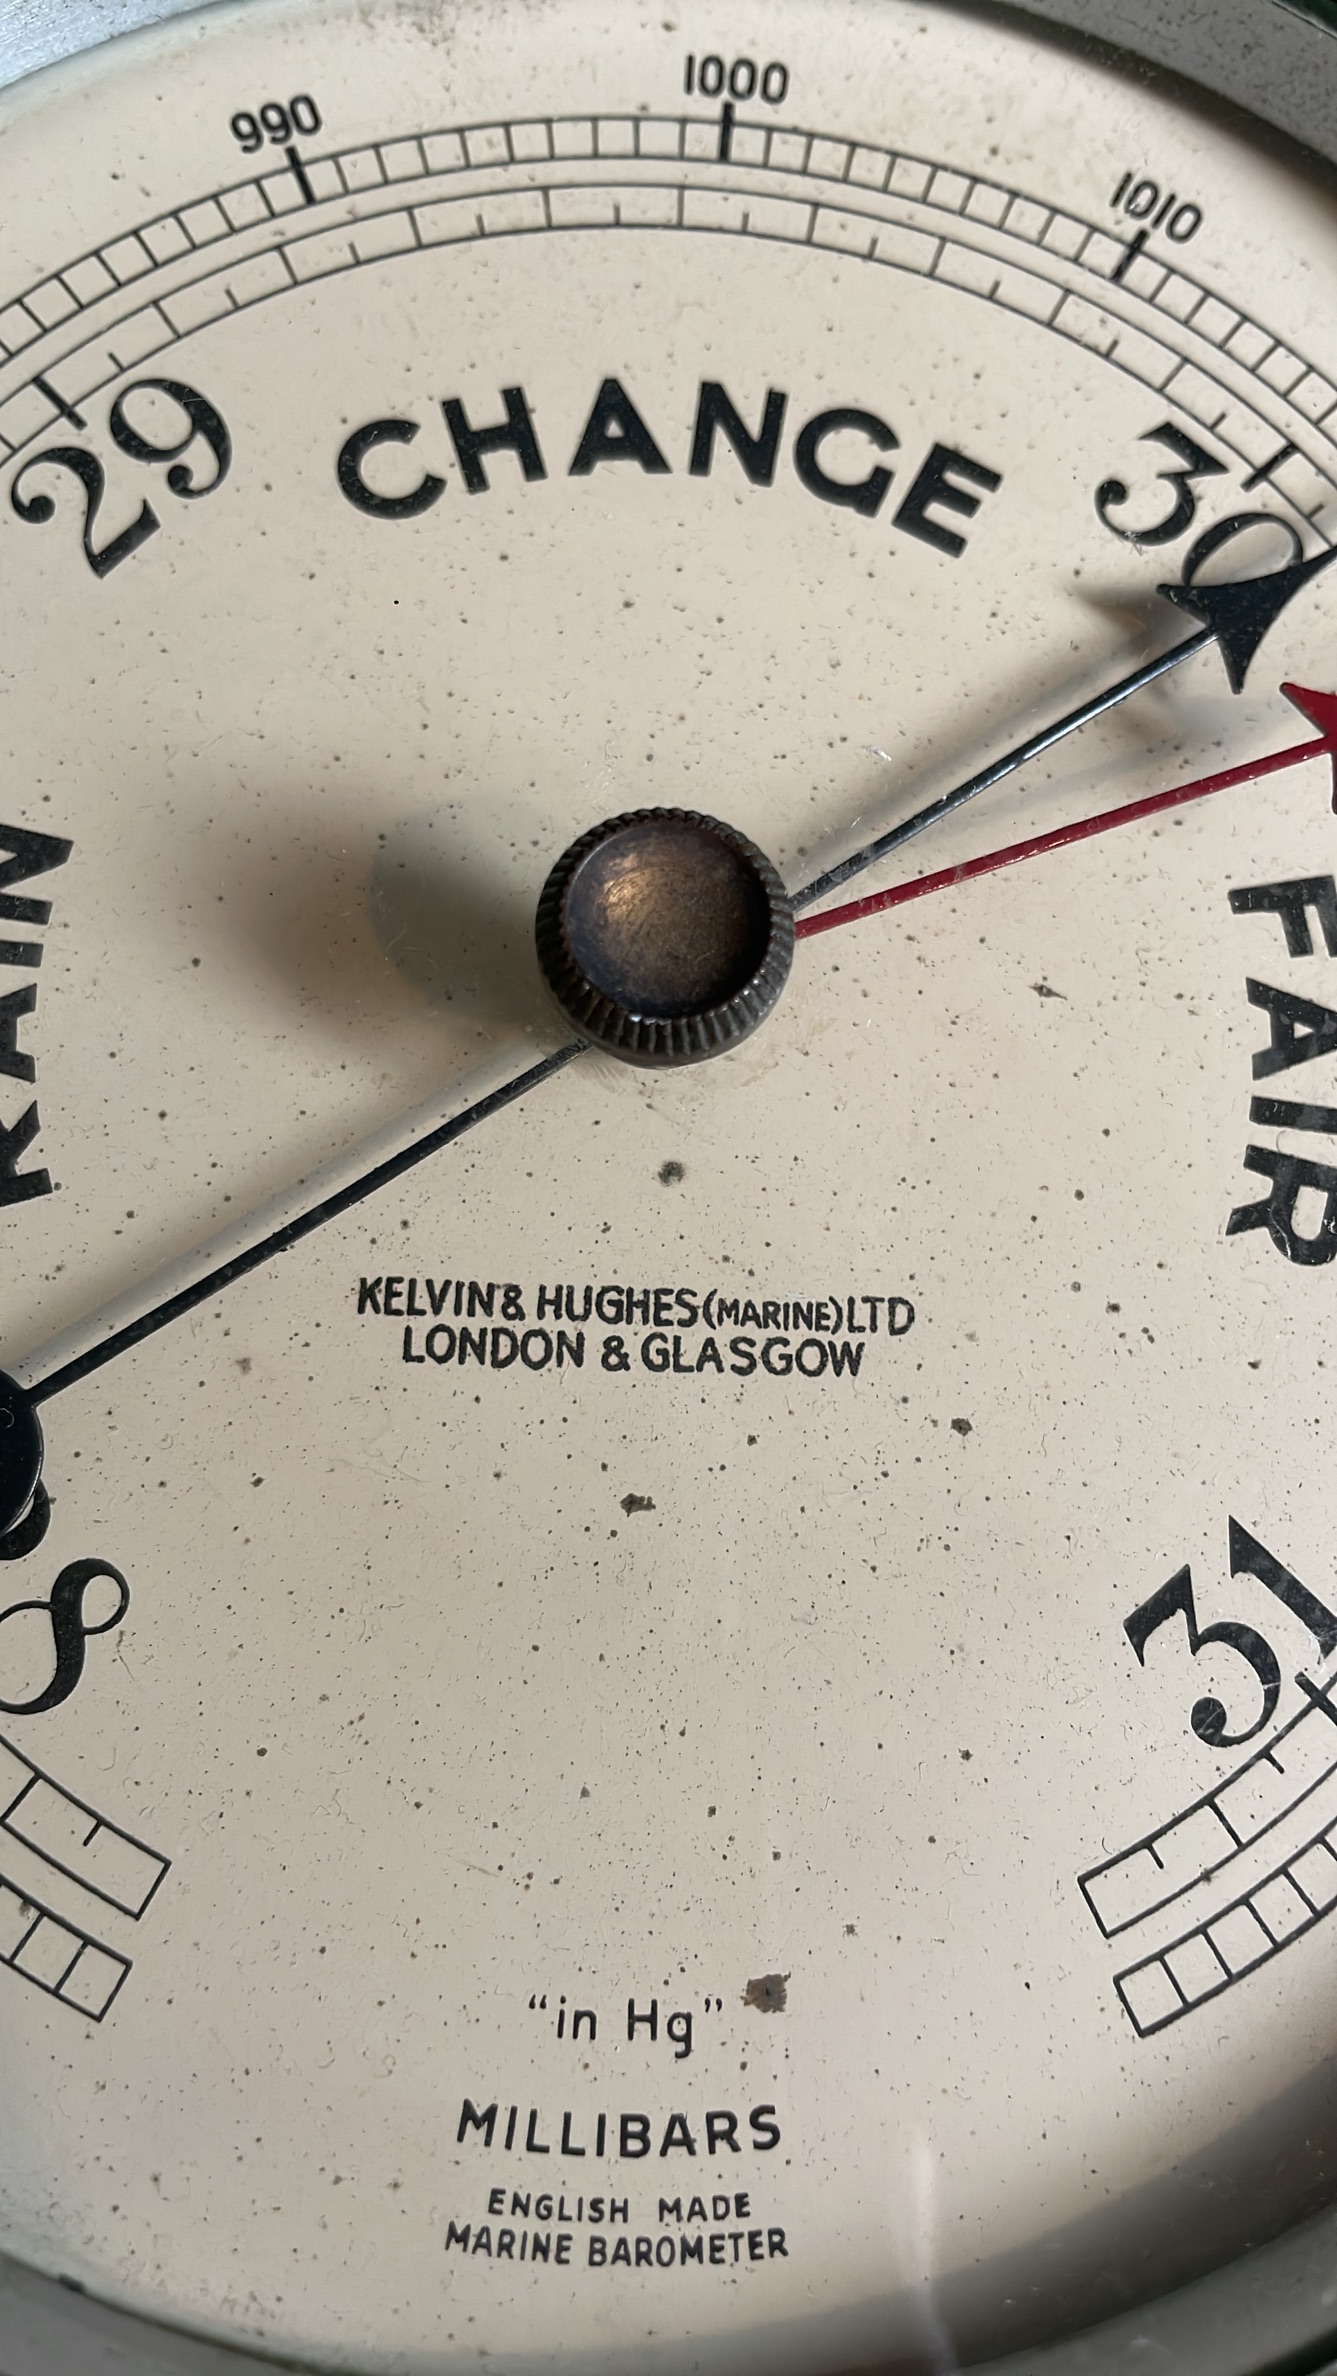 990
1000
1010
29
CHANGE
30
FAIR
KELVIN & HUGHES (MARINE) LTD
LONDON & GLASGOW
8
31
"in Hg"
MILLIBARS
ENGLISH MADE
MARINE BAROMETER